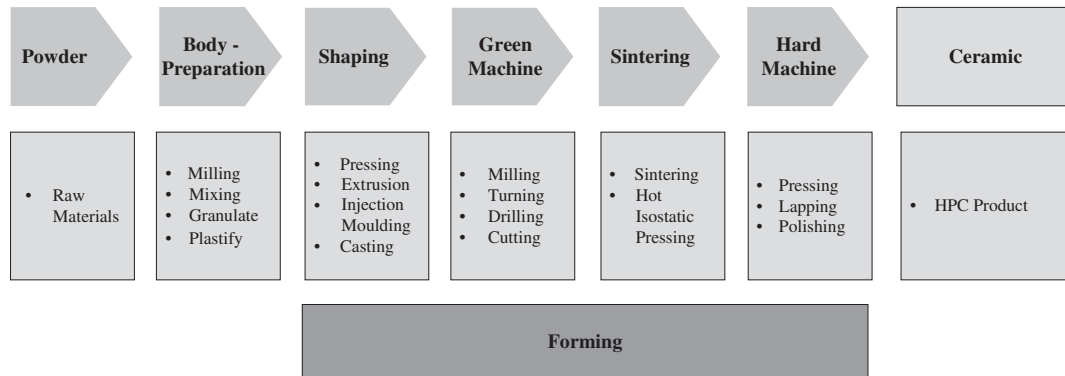 Powder
Body -
Preparation
Shaping
Green
Machine
Sintering
Hard
Machine
Ceramic
• Raw
Materials
• Milling
• Mixing
• Granulate
• Plastify
• Pressing
• Extrusion
• Injection
Moulding
• Casting
• Milling
• Turning
• Drilling
• Cutting
• Sintering
• Hot
Isostatic
Pressing
• Pressing
• Lapping
• Polishing
• HPC Product
Forming